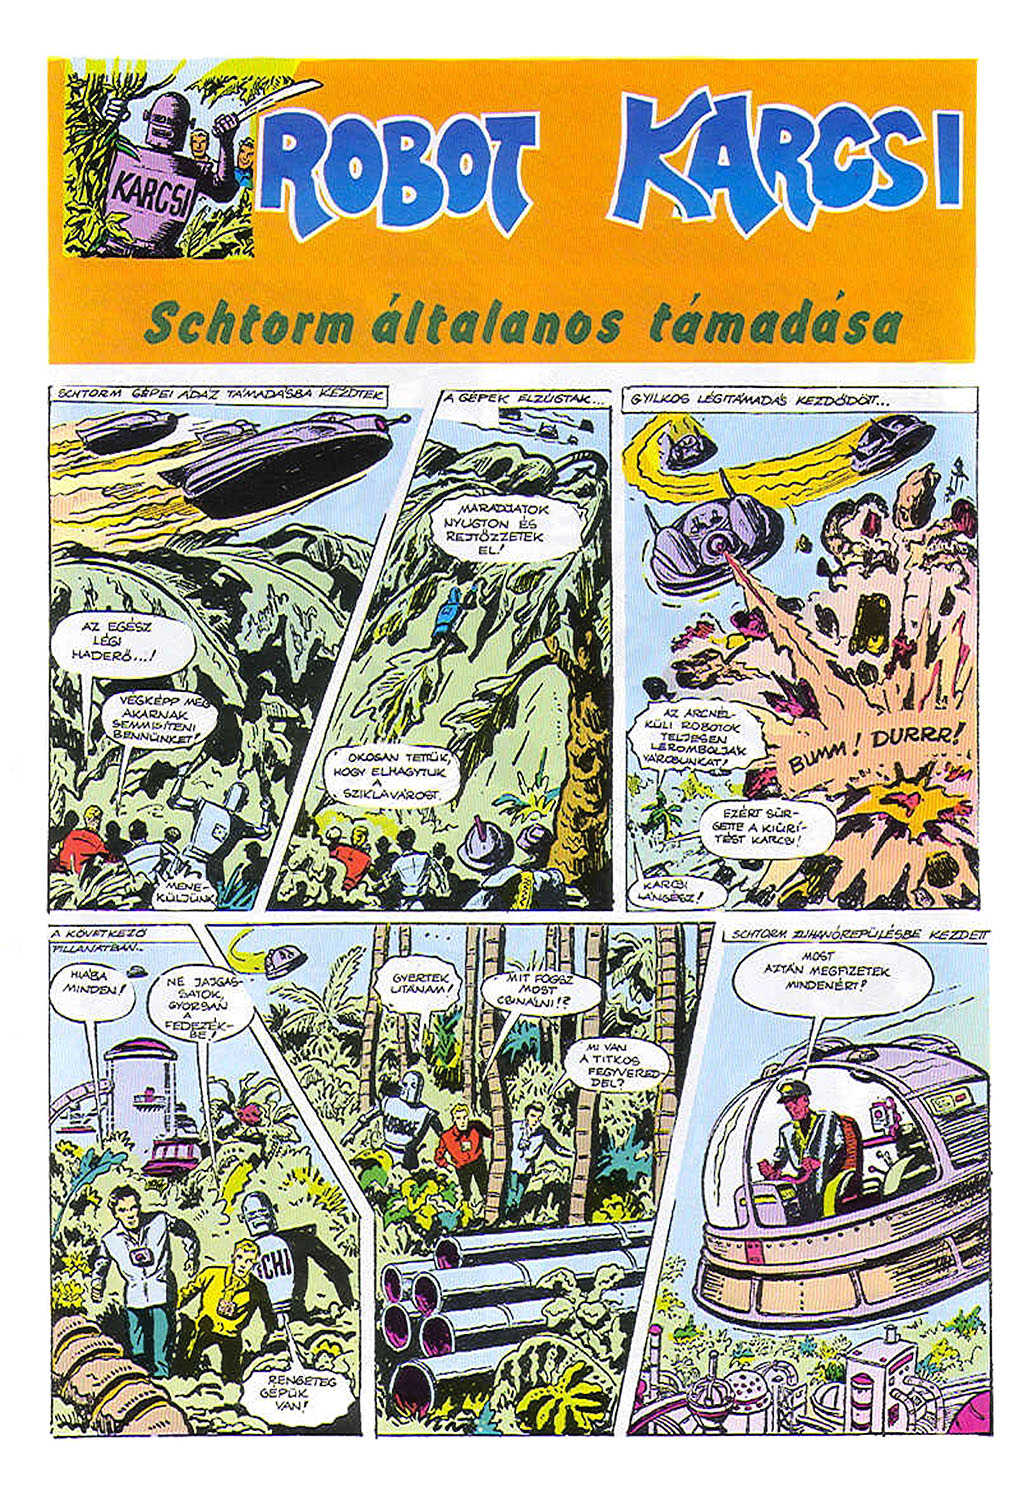 KARCSI
ROBOT KARCSI
Schtorm általanos támadása
SCHTORM GÉPEI ÁDÁZ TÁMADÁSBA KEZDTEK
AZ EGÉSZ
LÉGI
HADERŐ...!
VÉGKÉPP MEG
AKARNAK
SEMMISÍTENI
BENNÜNKET!
MENE-
KÜLJÜNK
A GÉPEK ELZÚGTAK...
MARADJATOK
NYUGTON ÉS
REJTŐZZETEK
EL!
OKOSAN TETTÜK,
HOGY ELHAGYTUK
A
SZIKLAVÁROST.
GYILKOS LÉGITÁMADÁS KEZDŐDÖTT...
AZ ARCNÉL-
KÜLI ROBOTOK
TELJESEN
LEROMBOLJÁK
VÁROSUNKAT!
BUMM! DURRR!
EZÉRT SÜR-
GETTE A KIÜRÍ-
TÉST KARCSI!
KARCSI
LÁNGÉSZ!
A KÖVETKEZŐ
PILLANATBAN...
HIÁBA
MINDEN!
NE JAJGAS-
SATOK,
GYORSAN
A
FEDEZÉK-
BE!
CHI
RENGETEG
GÉPÜK
VAN!
GYERTEK
UTÁNAM!
MIT FOGSZ
MOST
CSINÁLNI!?
MI VAN
A TITKOS
FEGYVERED-
DEL?
SCHTORM ZUHANÓREPÜLÉSBE KEZDETT
MOST
AZTÁN MEGFIZETEK
MINDENÉRT!